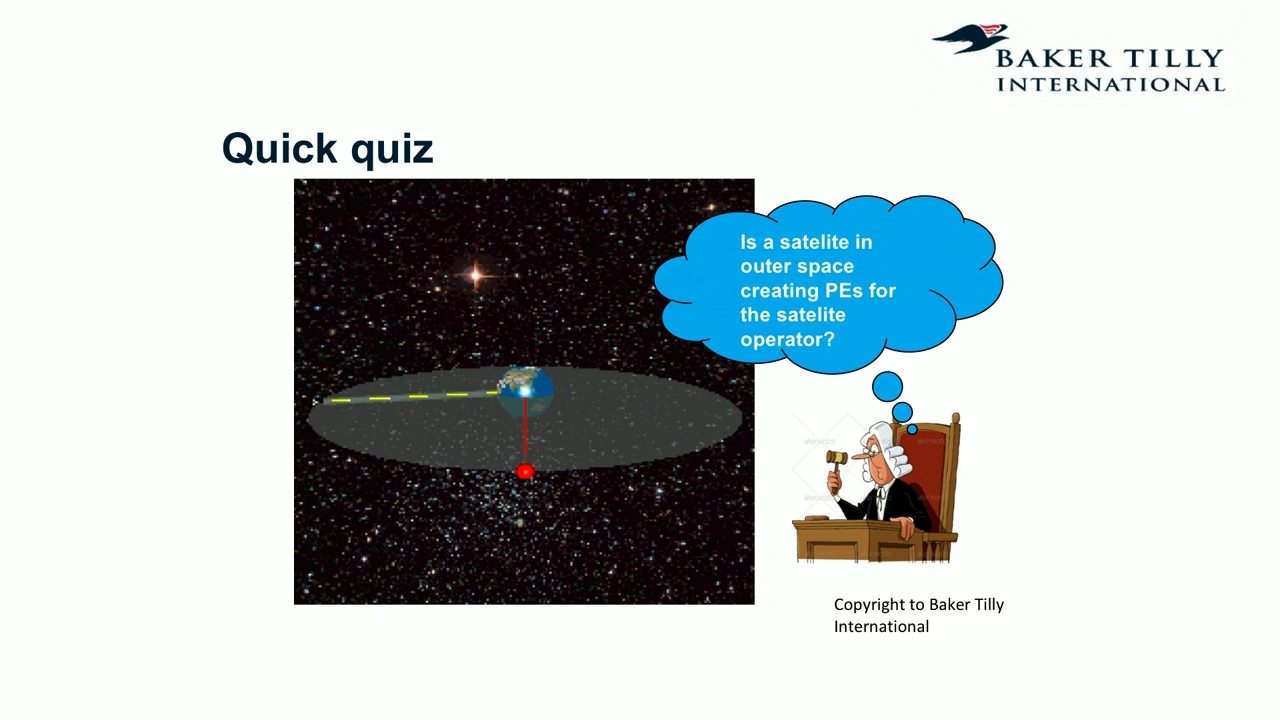 BAKER TILLY
INTERNATIONAL
Quick quiz
Is a satelite in
outer space
creating PEs for
the satelite
operator?
Copyright to Baker Tilly
International